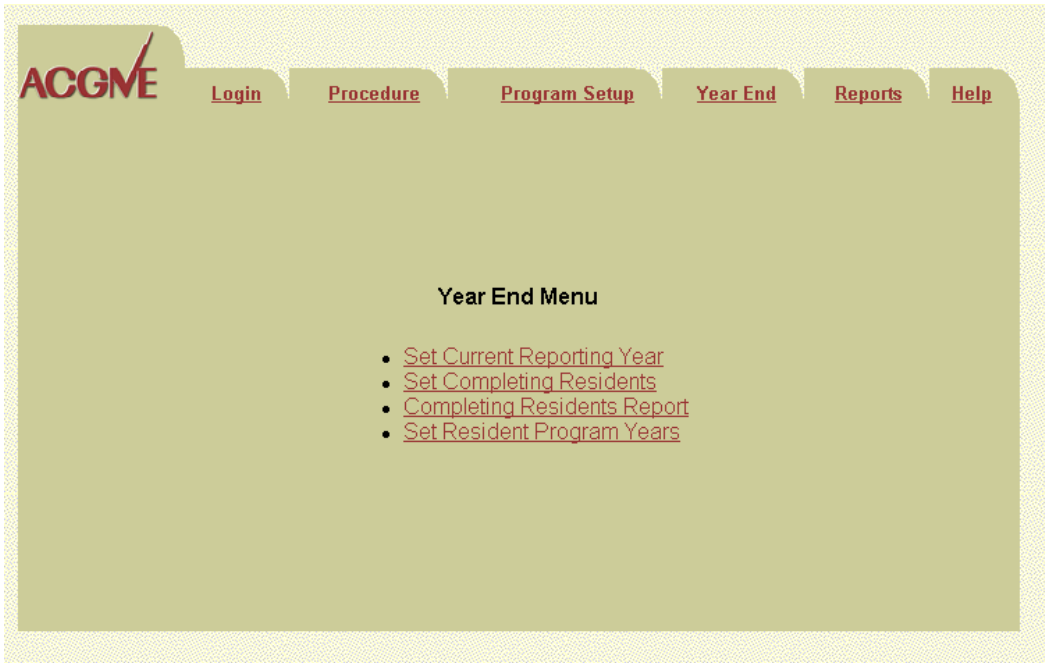 ACGME
Login Procedure Program Setup Year End Reports Help
Year End Menu
Set Current Reporting Year
Set Completing Residents
Completing Residents Report
Set Resident Program Years